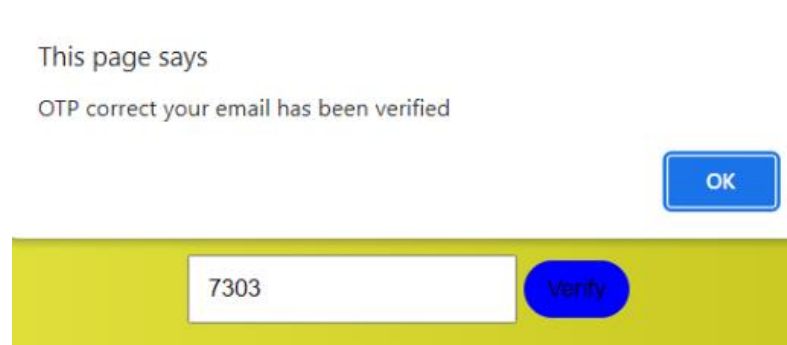 This page says
OTP correct your email has been verified
OK
7303
Verify